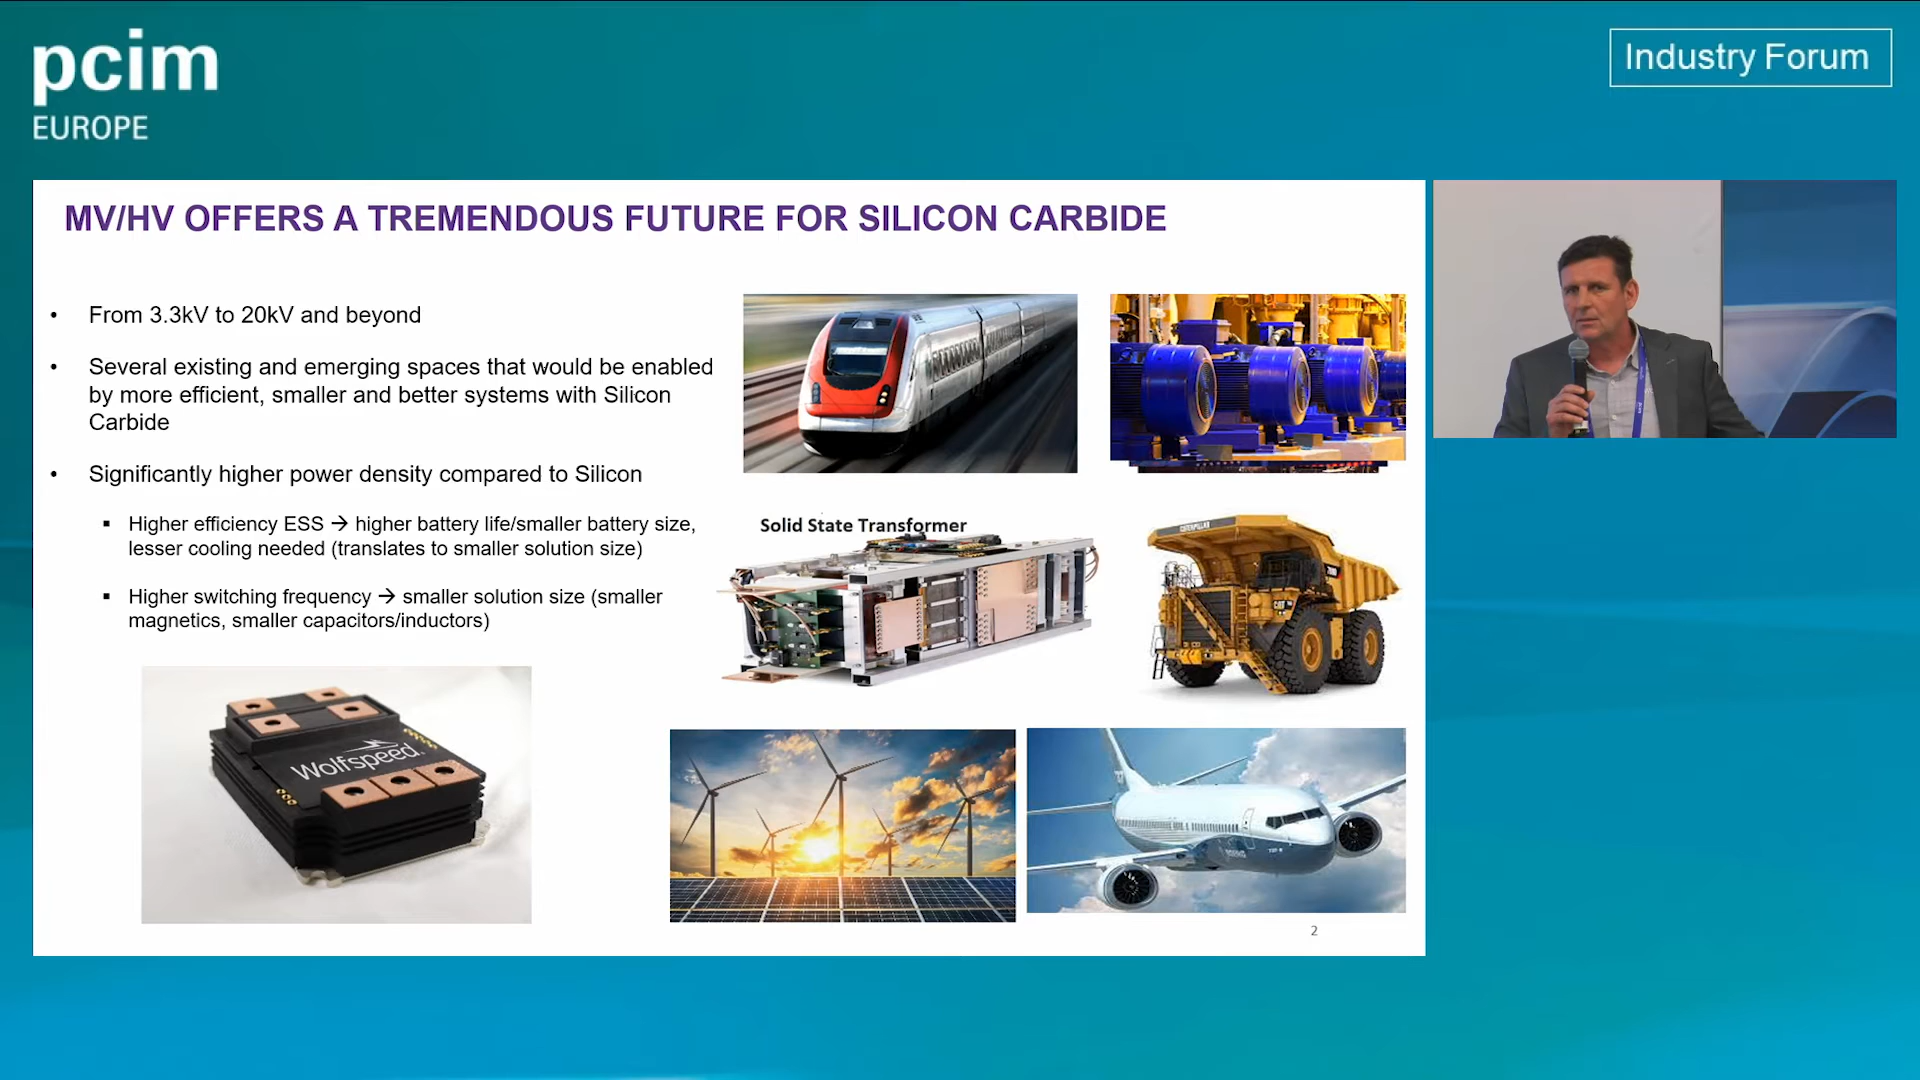 pcim
EUROPE
Industry Forum
MV/HV OFFERS A TREMENDOUS FUTURE FOR SILICON CARBIDE
• From 3.3kV to 20kV and beyond
• Several existing and emerging spaces that would be enabled
by more efficient, smaller and better systems with Silicon
Carbide
• Significantly higher power density compared to Silicon
▪ Higher efficiency ESS → higher battery life/smaller battery size,
lesser cooling needed (translates to smaller solution size)
▪ Higher switching frequency → smaller solution size (smaller
magnetics, smaller capacitors/inductors)
Solid State Transformer
CATERPILLAR
CAT
Wolfspeed
2